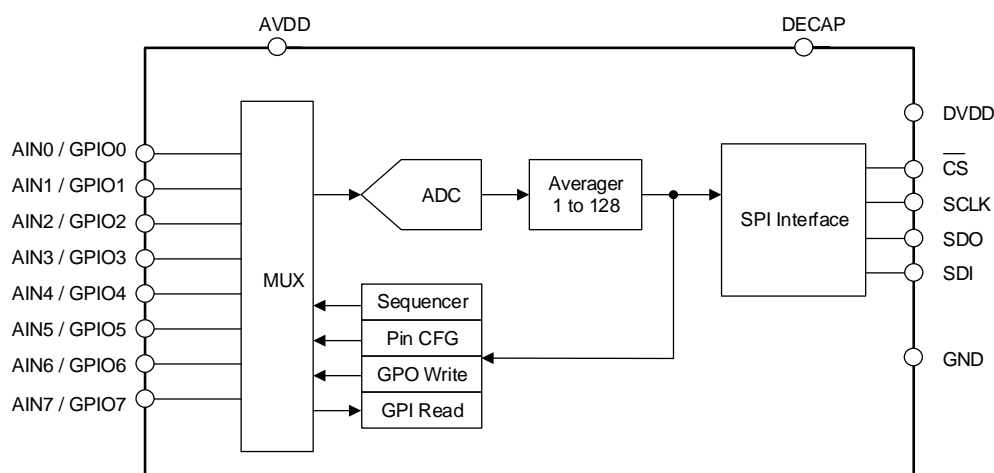 AVDD
DECAP
DVDD
AIN0 / GPIO0
AIN1 / GPIO1
AIN2 / GPIO2
AIN3 / GPIO3
AIN4 / GPIO4
AIN5 / GPIO5
AIN6 / GPIO6
AIN7 / GPIO7
MUX
ADC
Averager
1 to 128
Sequencer
Pin CFG
GPO Write
GPI Read
SPI Interface
CS
SCLK
SDO
SDI
GND